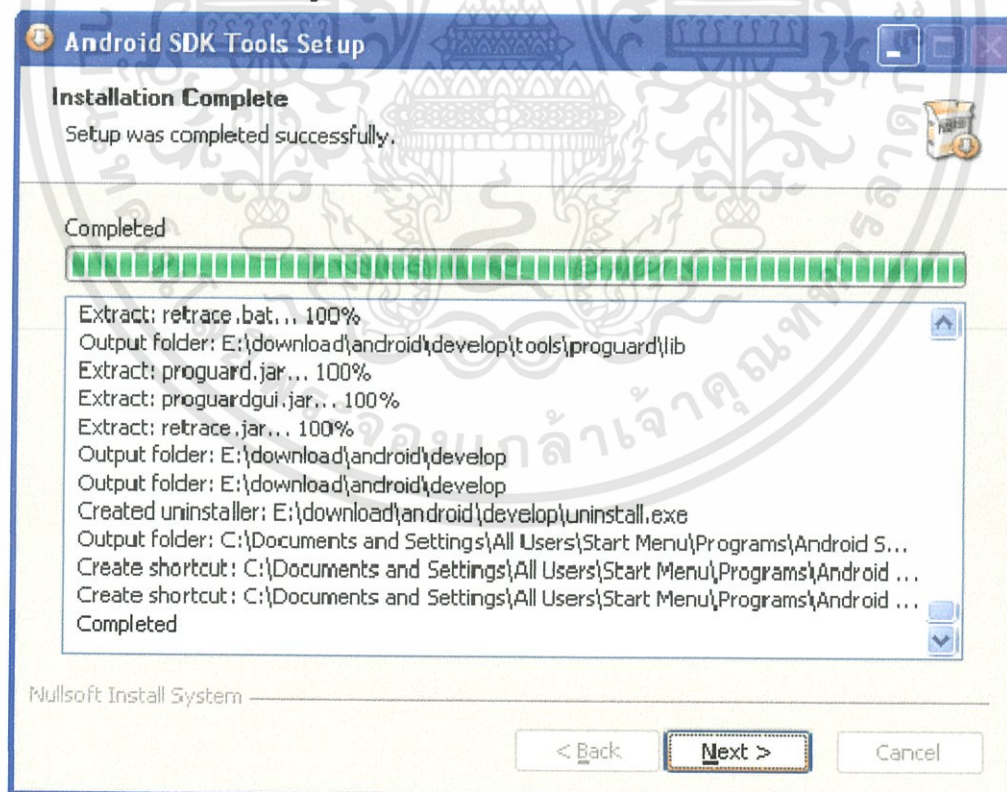 Android SDK Tools Setup
Installation Complete
Setup was completed successfully.
Completed
Extract: retrace.bat... 100%
Output folder: E:\download\android\develop\tools\proguard\lib
Extract: proguard.jar... 100%
Extract: proguardgui.jar... 100%
Extract: retrace.jar... 100%
Output folder: E:\download\android\develop
Output folder: E:\download\android\develop
Created uninstaller: E:\download\android\develop\uninstall.exe
Output folder: C:\Documents and Settings\All Users\Start Menu\Programs\Android S...
Create shortcut: C:\Documents and Settings\All Users\Start Menu\Programs\Android ...
Create shortcut: C:\Documents and Settings\All Users\Start Menu\Programs\Android ...
Completed
Nullsoft Install System
< Back
Next >
Cancel